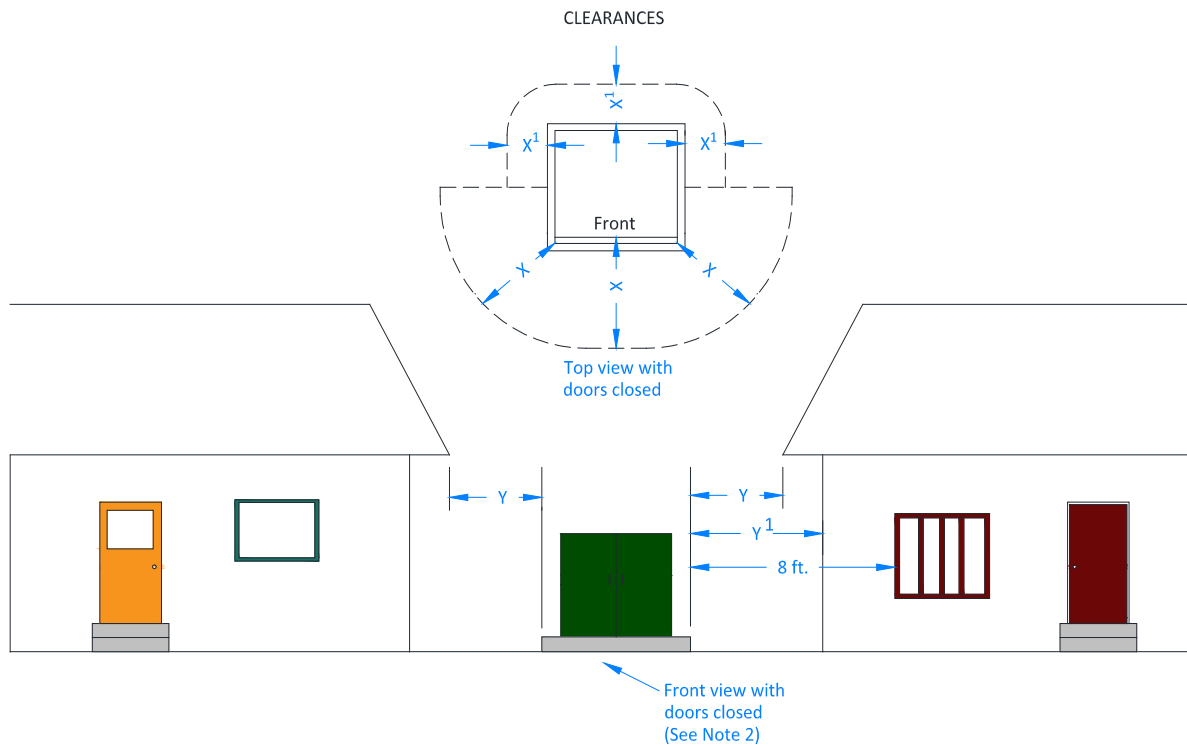 CLEARANCES
X1
X1
X1
Front
X
X
X
Top view with
doors closed
Y
Y
Y1
8 ft.
Front view with
doors closed
(See Note 2)